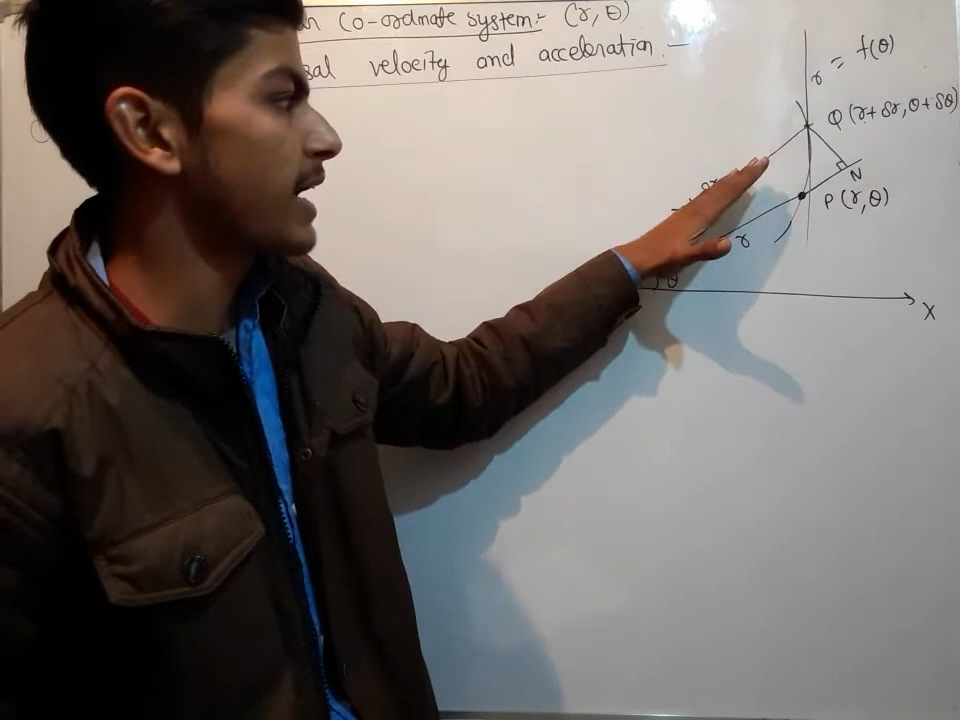 Co-ordinate system:- (r, θ)
velocity and acceleration :-
r = f(θ)
Q (r+δr, θ+δθ)
N
P (r, θ)
r
θ
X